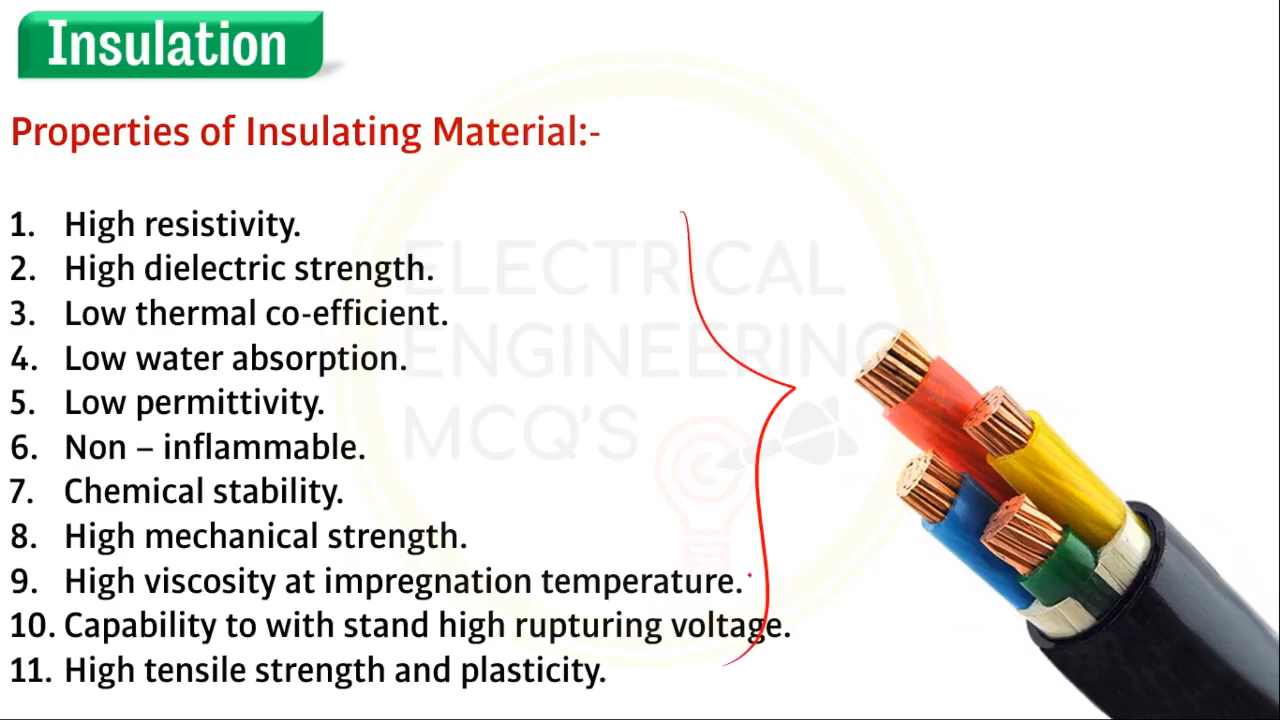 Insulation
Properties of Insulating Material:-
1. High resistivity.
2. High dielectric strength.
3. Low thermal co-efficient.
4. Low water absorption.
5. Low permittivity.
6. Non – inflammable.
7. Chemical stability.
8. High mechanical strength.
9. High viscosity at impregnation temperature.
10. Capability to with stand high rupturing voltage.
11. High tensile strength and plasticity.
ELECTRICAL
ENGINEERING
MCQ'S